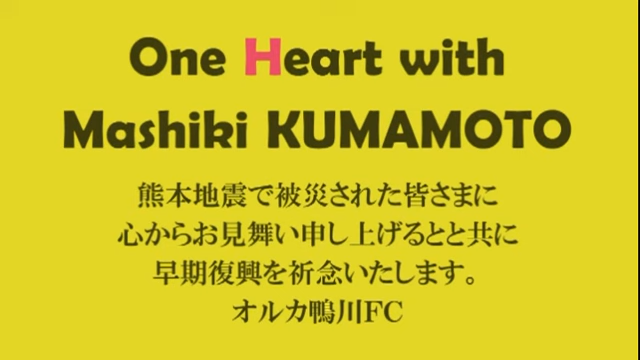 One Heart with
Mashiki KUMAMOTO
熊本地震で被災された皆さまに
心からお見舞い申し上げるとと共に
早期復興を祈念いたします。
オルカ鴨川FC